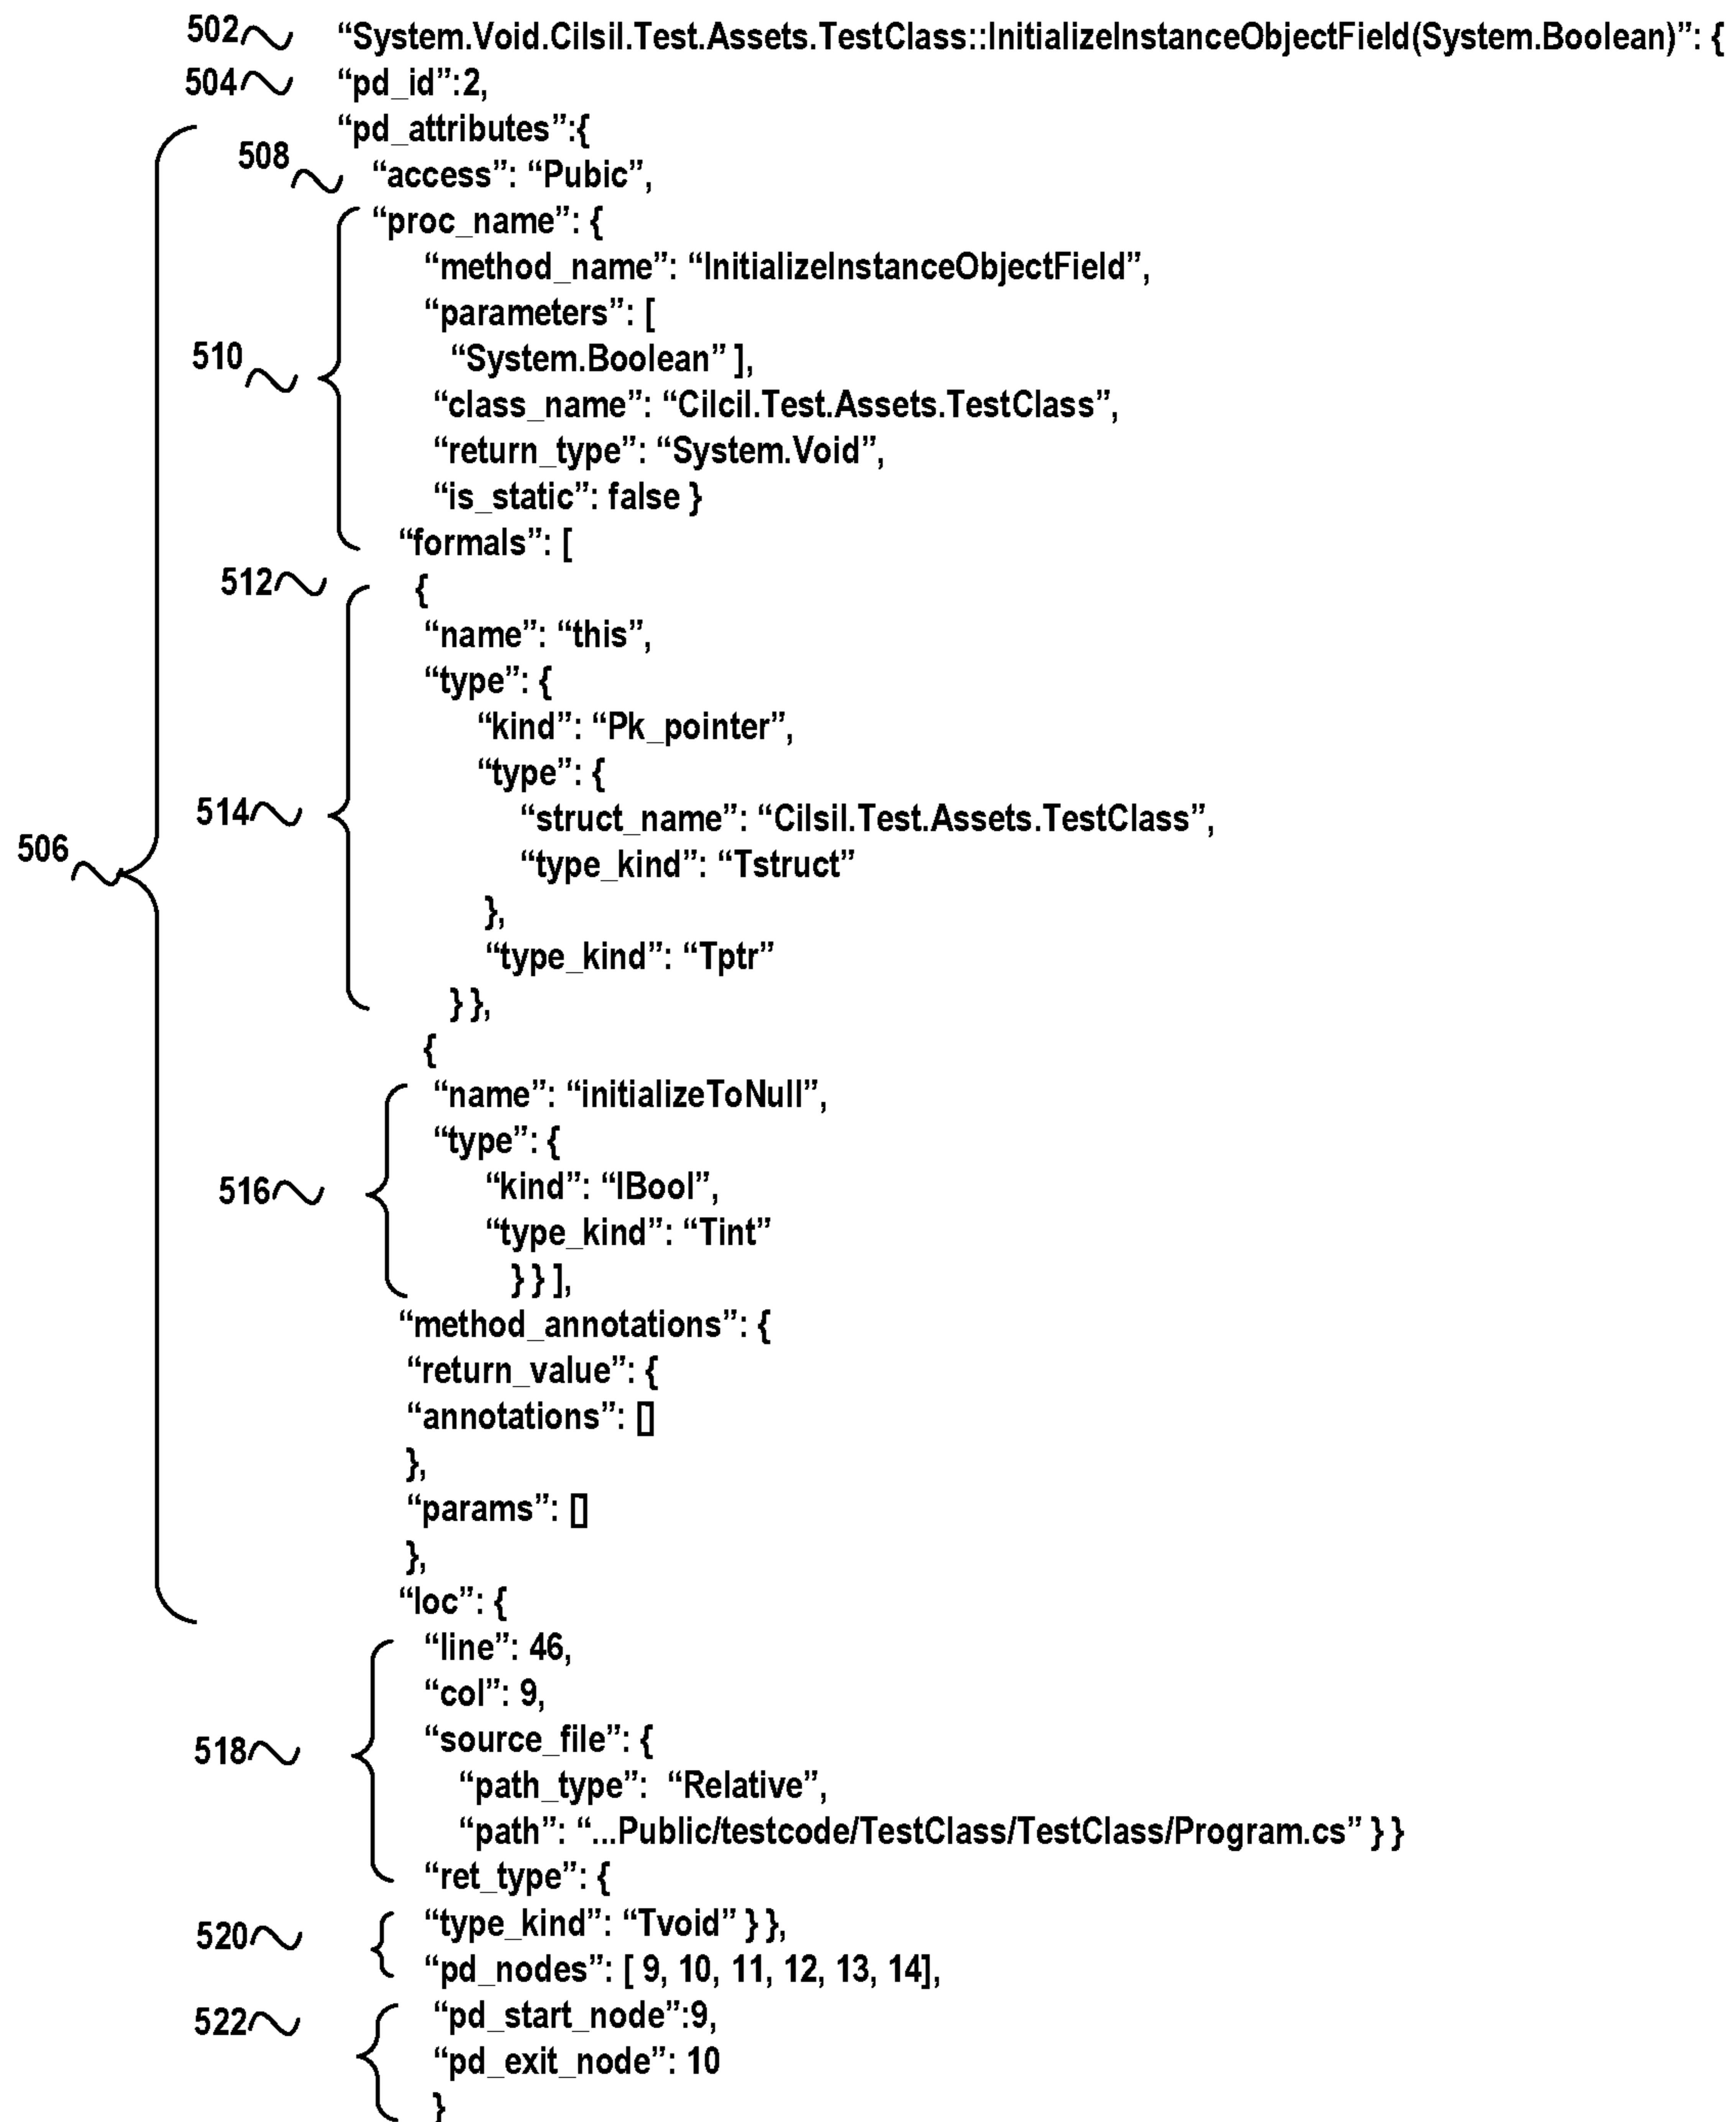 502 “System.Void.Cilsil.Test.Assets.TestClass::InitializeInstanceObjectField(System.Boolean)”: {
504 “pd_id”:2,
“pd_attributes”:{
508 “access”: “Pubic”,
“proc_name”: {
“method_name”: “InitializeInstanceObjectField”,
“parameters”: [
510 “System.Boolean” ],
“class_name”: “Cilcil.Test.Assets.TestClass”,
“return_type”: “System.Void”,
“is_static”: false }
“formals”: [
512 {
“name”: “this”,
“type”: {
“kind”: “Pk_pointer”,
“type”: {
514 “struct_name”: “Cilsil.Test.Assets.TestClass”,
506 “type_kind”: “Tstruct”
},
“type_kind”: “Tptr”
} },
{
“name”: “initializeToNull”,
“type”: {
516 “kind”: “IBool”,
“type_kind”: “Tint”
} } ],
“method_annotations”: {
“return_value”: {
“annotations”: []
},
“params”: []
},
“loc”: {
“line”: 46,
“col”: 9,
518 “source_file”: {
“path_type”: “Relative”,
“path”: “...Public/testcode/TestClass/TestClass/Program.cs” } }
“ret_type”: {
520 “type_kind”: “Tvoid” } },
“pd_nodes”: [ 9, 10, 11, 12, 13, 14],
522 “pd_start_node”:9,
“pd_exit_node”: 10
}